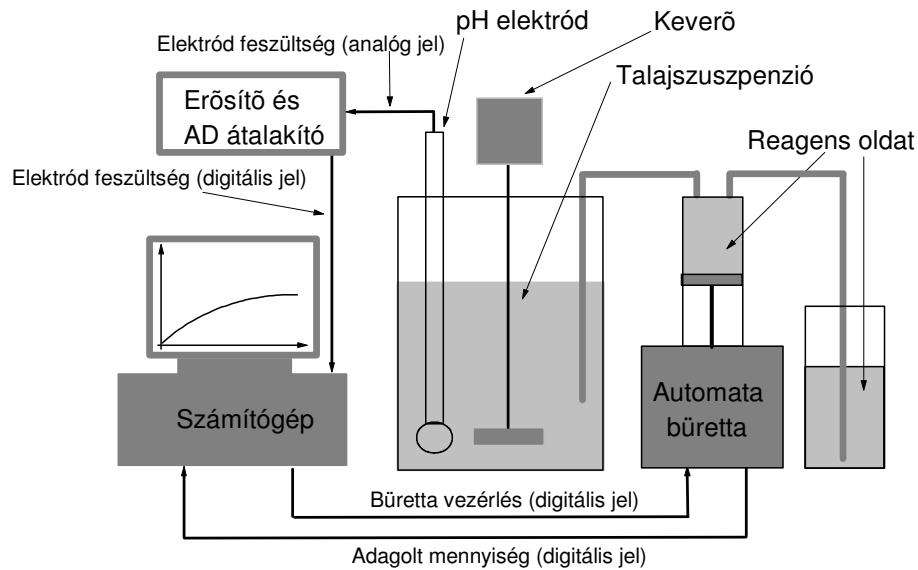 pH elektród
Keverõ
Elektród feszültség (analóg jel)
Talajszuszpenzió
Erõsítõ és
AD átalakító
Reagens oldat
Elektród feszültség (digitális jel)
Számítógép
Automata
büretta
Büretta vezérlés (digitális jel)
Adagolt mennyiség (digitális jel)